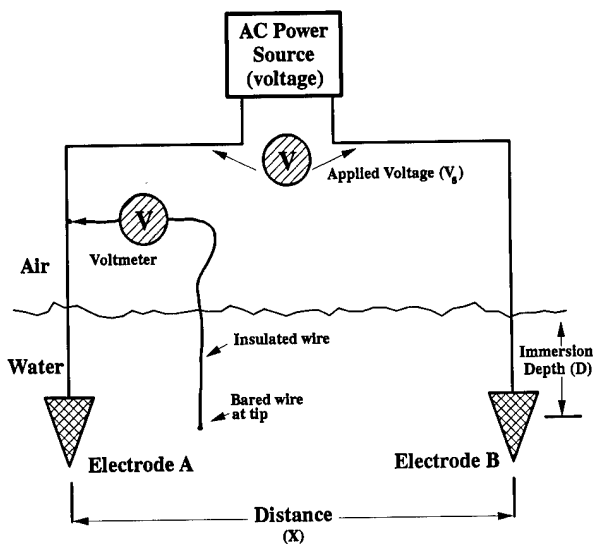 AC Power
Source
(voltage)
V
Applied Voltage (Vs)
V
Voltmeter
Air
Insulated wire
Water
Immersion
Depth (D)
Bared wire
at tip
Electrode A
Electrode B
Distance
(X)